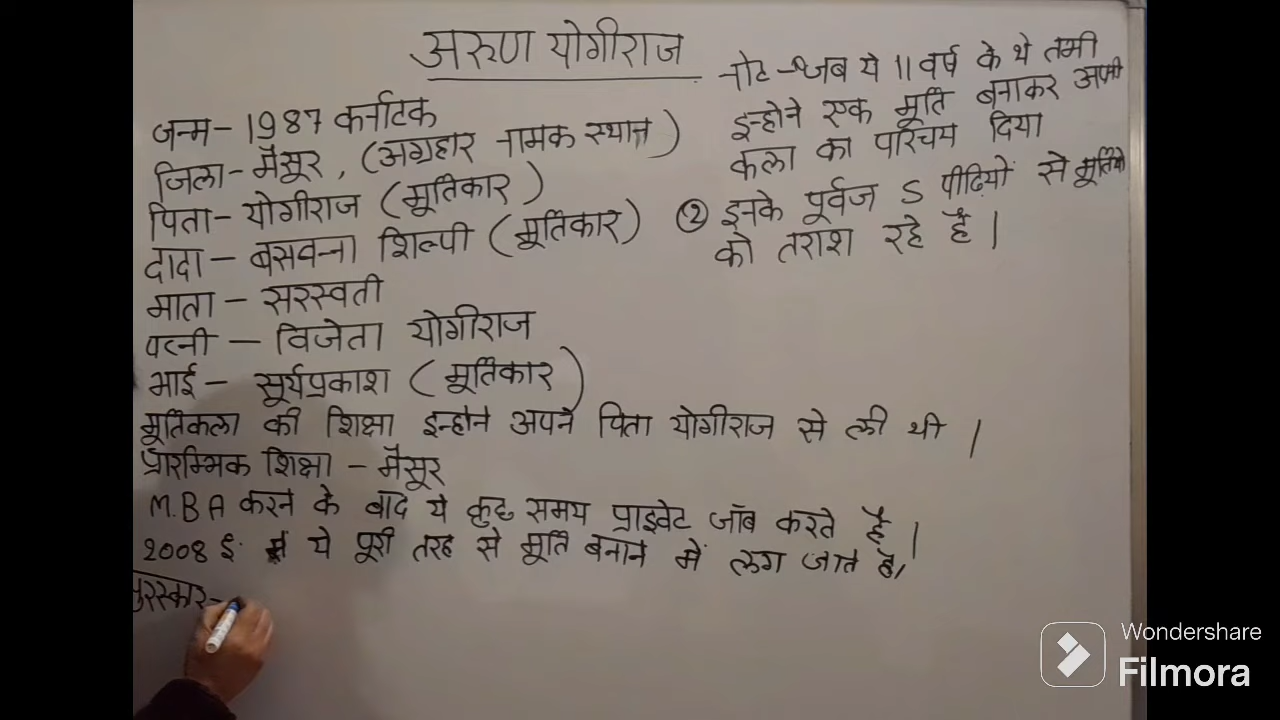 अरुण योगीराज
जन्म - 1987 कर्नाटक
जिला - मैसूर, (अग्रहार नामक स्थान)
पिता - योगीराज (मूर्तिकार)
दादा - बसवन्ना शिल्पी (मूर्तिकार)
माता - सरस्वती
पत्नी - विजेता योगीराज
भाई - सूर्यप्रकाश (मूर्तिकार)
मूर्तिकला की शिक्षा इन्होने अपने पिता योगीराज से ली थी |
प्रारम्भिक शिक्षा - मैसूर
M.B A करने के बाद ये कुछ समय प्राइवेट जॉब करते है |
2008 ई. में ये पूरी तरह से मूर्ति बनाने में लग जाते है,
पुरस्कार -
नोट - जब ये 11 वर्ष के थे तभी
इन्होने एक मूर्ति बनाकर अपनी
कला का परिचय दिया
② इनके पूर्वज 5 पीढ़ियों से मूर्तियो
को तराश रहे है |
Wondershare
Filmora